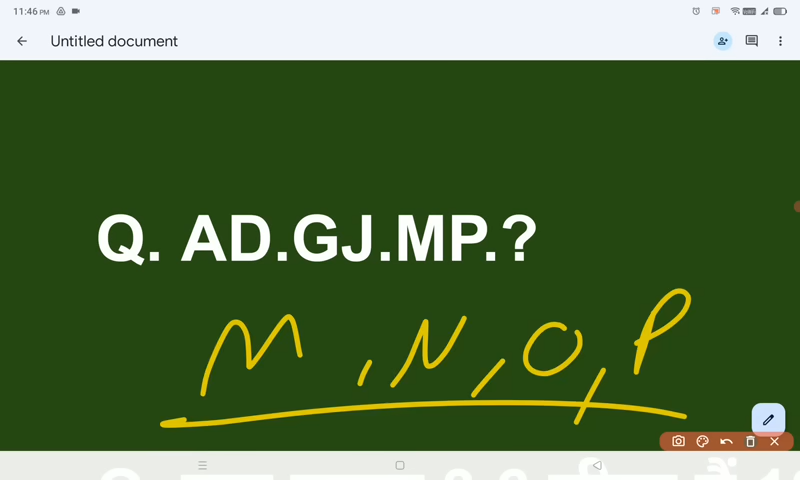 11:46 PM
Untitled document
Q. AD.GJ.MP.?
M, N, O, P